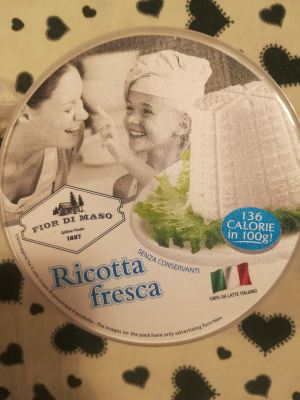 136
CALORIE
in 100g!
FIOR DI MASO
1887
Ricotta
fresca
SENZA CONSERVANTI
100% DA LATTE ITALIANO
The images on the pack have only advertising function